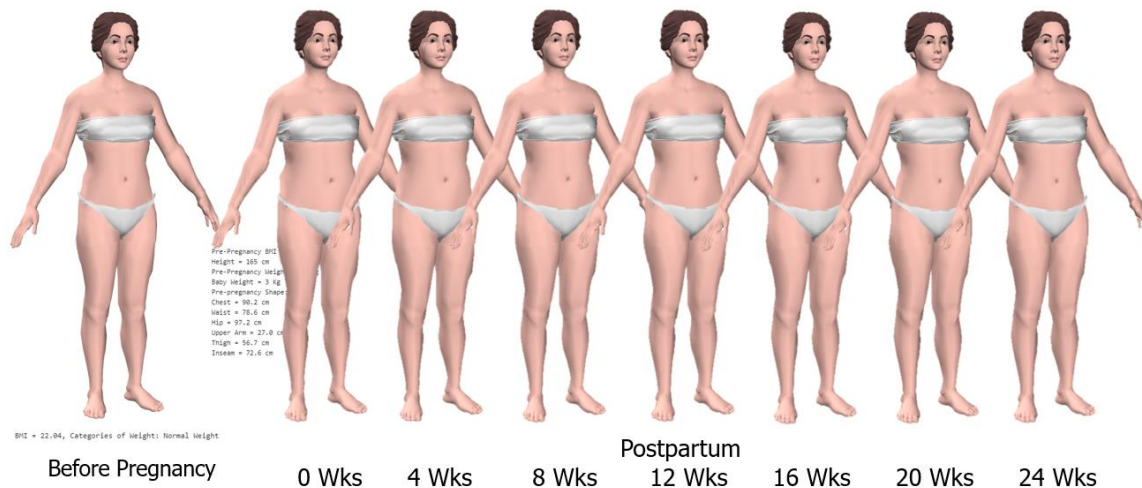 Pre-Pregnancy BMI
Height = 165 cm
Pre-Pregnancy
Baby Weight = 3 Kg
Pre-pregnancy Shape:
Chest = 90.2 cm
Waist = 78.6 cm
Hip = 97.2 cm
Upper Arm = 27.0 cm
Thigh = 56.7 cm
Inseam = 72.6 cm
BMI = 22.04, Categories of Weight: Normal Weight
Before Pregnancy
Postpartum
0 Wks 4 Wks 8 Wks 12 Wks 16 Wks 20 Wks 24 Wks